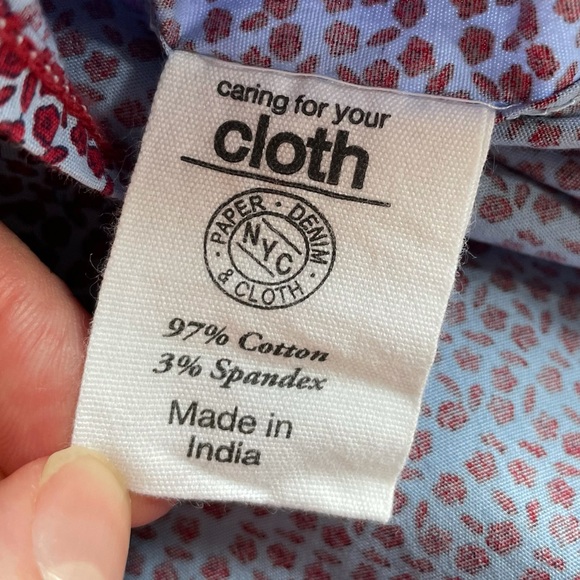 caring for your
cloth
PAPER · DENIM
& CLOTH ·
NYC
97% Cotton
3% Spandex
Made in
India